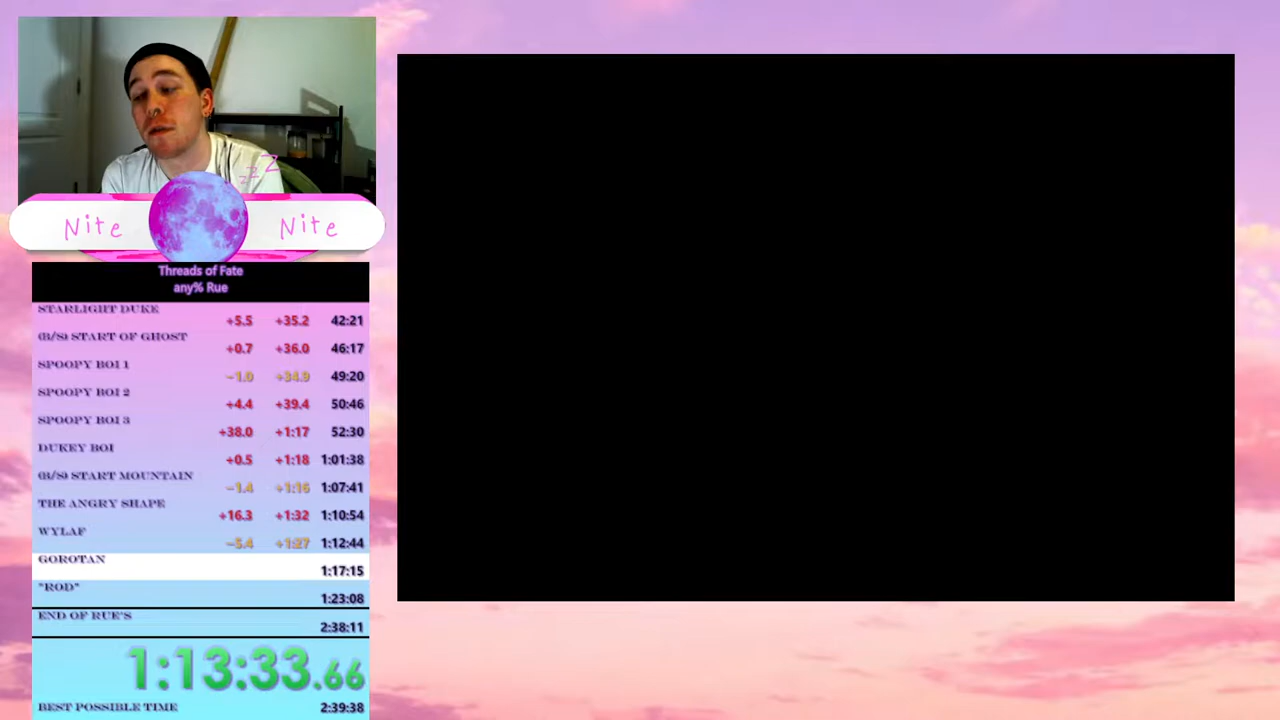 z z Z
Nite Nite
Threads of Fate
any% Rue
STARLIGHT DUKE +5.5 +35.2 42:21
(B/S) START OF GHOST +0.7 +36.0 46:17
SPOOPY BOI 1 −1.0 +34.9 49:20
SPOOPY BOI 2 +4.4 +39.4 50:46
SPOOPY BOI 3 +38.0 +1:17 52:30
DUKEY BOI +0.5 +1:18 1:01:38
(B/S) START MOUNTAIN −1.4 +1:16 1:07:41
THE ANGRY SHAPE +16.3 +1:32 1:10:54
WYLAF −5.4 +1:27 1:12:44
GOROTAN 1:17:15
"ROD" 1:23:08
END OF RUE'S 2:38:11
1:13:33.66
BEST POSSIBLE TIME 2:39:38